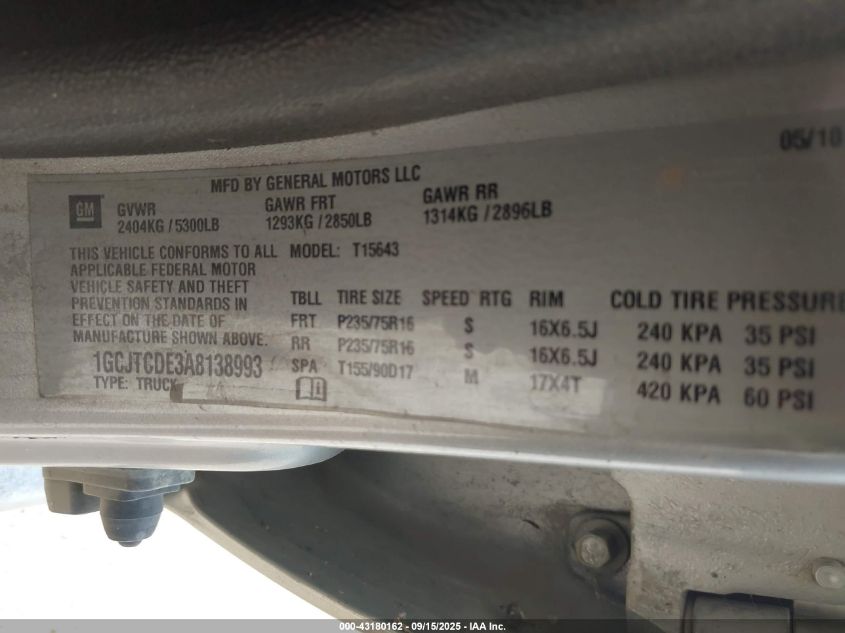 05/10
MFD BY GENERAL MOTORS LLC
GM
GVWR GAWR FRT GAWR RR
2404KG / 5300LB 1293KG / 2850LB 1314KG / 2896LB
THIS VEHICLE CONFORMS TO ALL MODEL: T15643
APPLICABLE FEDERAL MOTOR
VEHICLE SAFETY AND THEFT
PREVENTION STANDARDS IN
EFFECT ON THE DATE OF
MANUFACTURE SHOWN ABOVE.
1GCJTCDE3A8138993
TYPE: TRUCK
TBLL TIRE SIZE SPEED RTG RIM COLD TIRE PRESSURE
FRT P235/75R16 S 16X6.5J 240 KPA 35 PSI
RR P235/75R16 S 16X6.5J 240 KPA 35 PSI
SPA T155/90D17 M 17X4T 420 KPA 60 PSI
000-43180162 - 09/15/2025 - IAA Inc.